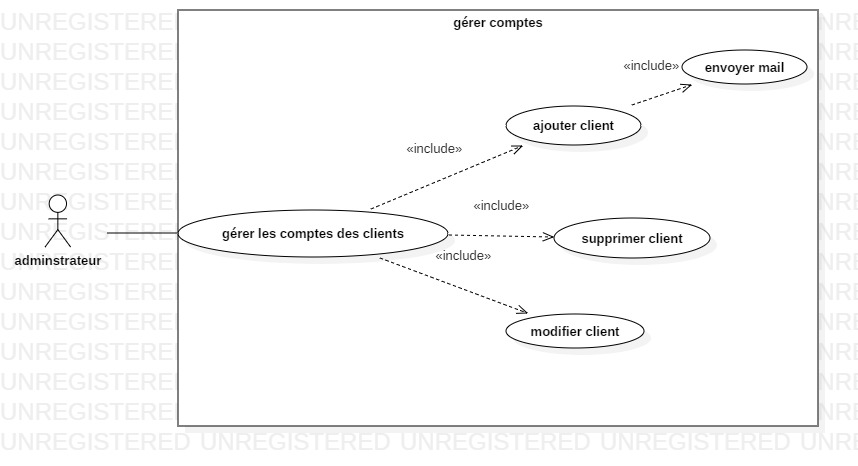 gérer comptes
«include»
envoyer mail
ajouter client
«include»
«include»
gérer les comptes des clients
supprimer client
«include»
adminstrateur
modifier client
UNREGISTERED UNREGISTERED UNREGISTERED UNREGISTERED UNRE